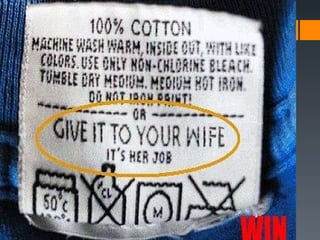 100% COTTON
MACHINE WASH WARM, INSIDE OUT, WITH LIKE
COLORS. USE ONLY NON-CHLORINE BLEACH.
TUMBLE DRY MEDIUM. MEDIUM HOT IRON.
DO NOT IRON PRINT!
OR
GIVE IT TO YOUR WIFE
IT'S HER JOB
50°C
CL
M
WIN